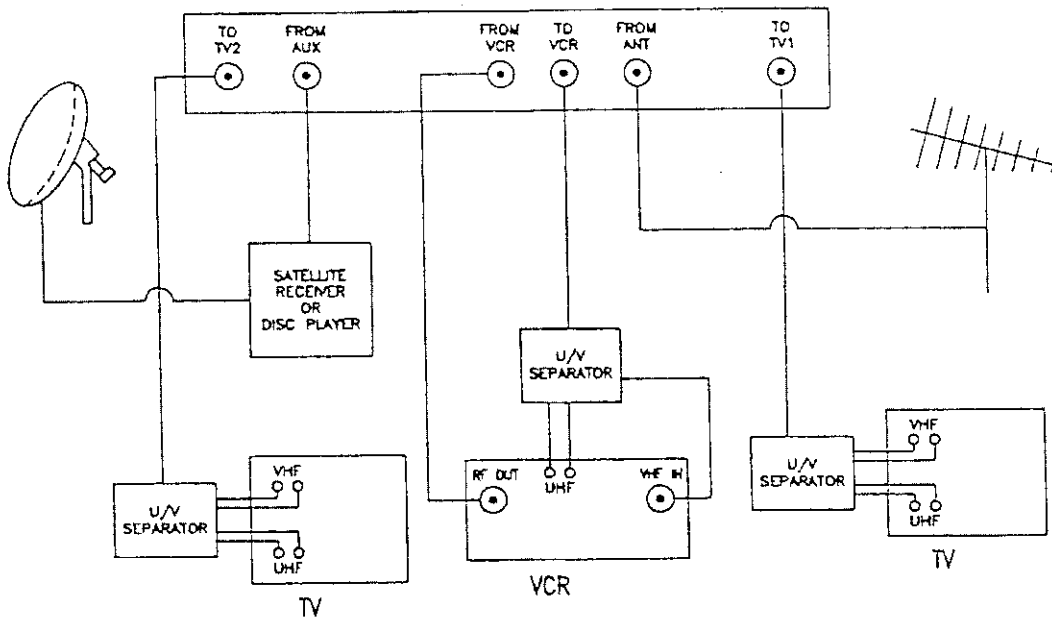 TO
TV2
FROM
AUX
FROM
VCR
TO
VCR
FROM
ANT
TO
TV1
SATELLITE
RECEIVER
OR
DISC PLAYER
U/V
SEPARATOR
U/V
SEPARATOR
VHF
UHF
TV
RF OUT
UHF
VHF IN
VCR
U/V
SEPARATOR
VHF
UHF
TV